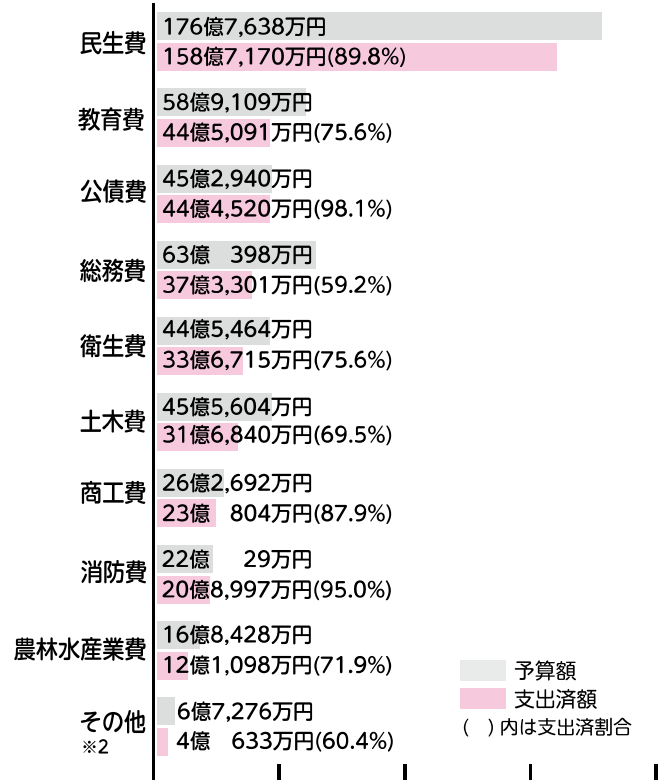 民生費
176億7,638万円
158億7,170万円(89.8%)
教育費
58億9,109万円
44億5,091万円(75.6%)
公債費
45億2,940万円
44億4,520万円(98.1%)
総務費
63億　398万円
37億3,301万円(59.2%)
衛生費
44億5,464万円
33億6,715万円(75.6%)
土木費
45億5,604万円
31億6,840万円(69.5%)
商工費
26億2,692万円
23億　804万円(87.9%)
消防費
22億　29万円
20億8,997万円(95.0%)
農林水産業費
16億8,428万円
12億1,098万円(71.9%)
その他
※2
6億7,276万円
4億　633万円(60.4%)
予算額
支出済額
(　)内は支出済割合